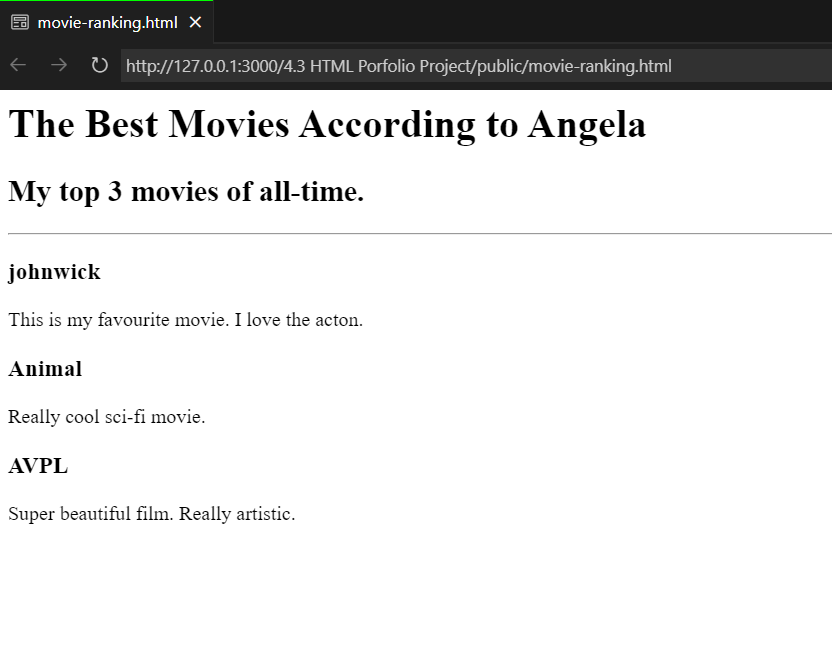 movie-ranking.html
http://127.0.0.1:3000/4.3 HTML Porfolio Project/public/movie-ranking.html
The Best Movies According to Angela
My top 3 movies of all-time.
johnwick
This is my favourite movie. I love the acton.
Animal
Really cool sci-fi movie.
AVPL
Super beautiful film. Really artistic.